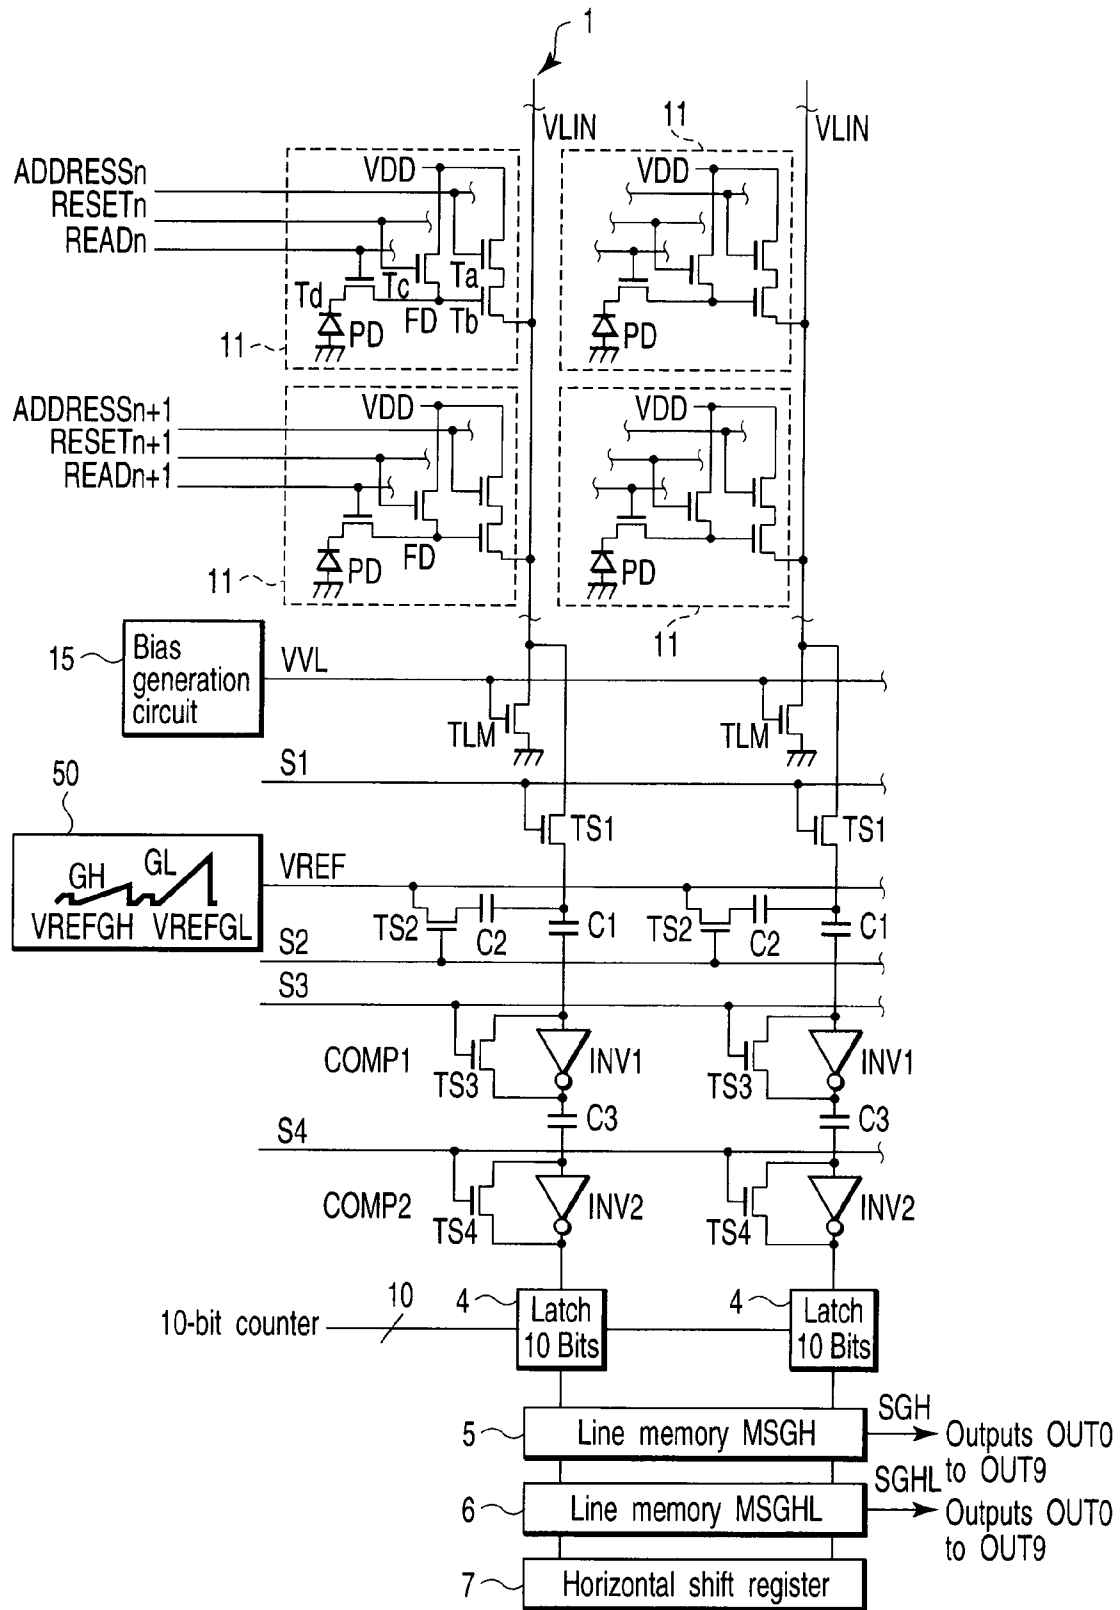 1
VLIN
VLIN
11
ADDRESSn
RESETn
READn
VDD
VDD
Ta
Tc
Td
FD
Tb
PD
PD
11
ADDRESSn+1
RESETn+1
READn+1
VDD
VDD
FD
PD
PD
11
11
15
Bias
generation
circuit
VVL
TLM
TLM
S1
50
TS1
TS1
GH
GL
VREFGH
VREFGL
VREF
TS2
C2
C1
TS2
C2
C1
S2
S3
COMP1
TS3
INV1
TS3
INV1
C3
C3
S4
COMP2
TS4
INV2
TS4
INV2
10-bit counter
10
4
Latch
10 Bits
4
Latch
10 Bits
5
Line memory MSGH
SGH
Outputs OUT0
to OUT9
6
Line memory MSGHL
SGHL
Outputs OUT0
to OUT9
7
Horizontal shift register